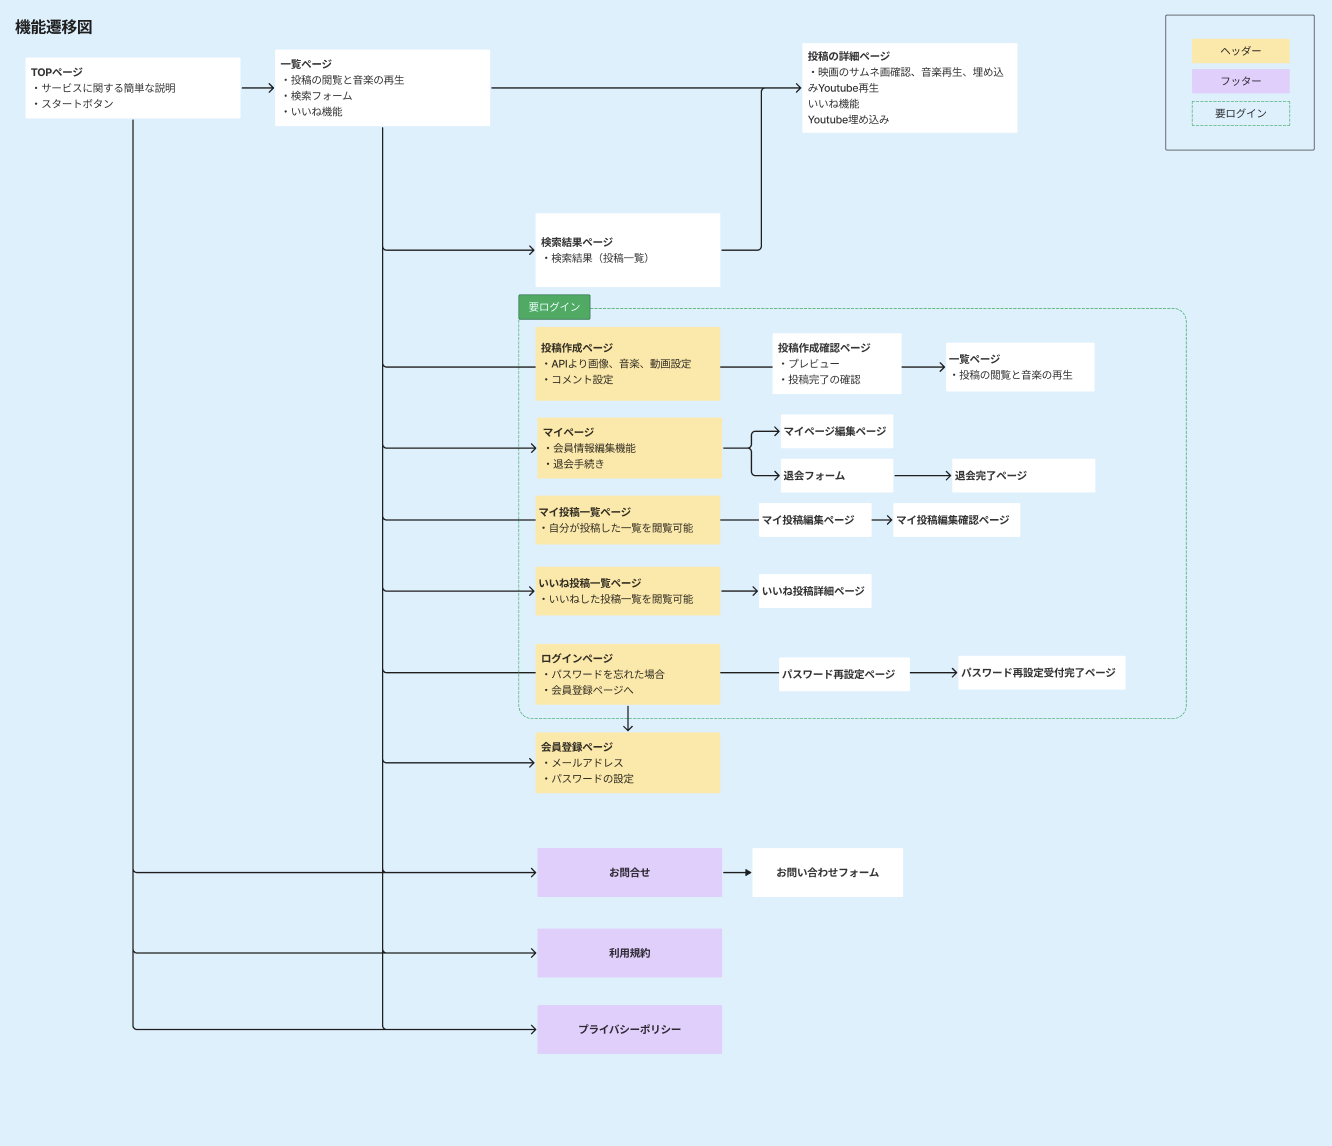 機能遷移図
TOPページ
・サービスに関する簡単な説明
・スタートボタン
一覧ページ
・投稿の閲覧と音楽の再生
・検索フォーム
・いいね機能
投稿の詳細ページ
・映画のサムネ画確認、音楽再生、埋め込
みYoutube再生
いいね機能
Youtube埋め込み
ヘッダー
フッター
要ログイン
検索結果ページ
・検索結果（投稿一覧）
要ログイン
投稿作成ページ
・APIより画像、音楽、動画設定
・コメント設定
投稿作成確認ページ
・プレビュー
・投稿完了の確認
一覧ページ
・投稿の閲覧と音楽の再生
マイページ
・会員情報編集機能
・退会手続き
マイページ編集ページ
退会フォーム
退会完了ページ
マイ投稿一覧ページ
・自分が投稿した一覧を閲覧可能
マイ投稿編集ページ
マイ投稿編集確認ページ
いいね投稿一覧ページ
・いいねした投稿一覧を閲覧可能
いいね投稿詳細ページ
ログインページ
・パスワードを忘れた場合
・会員登録ページへ
パスワード再設定ページ
パスワード再設定受付完了ページ
会員登録ページ
・メールアドレス
・パスワードの設定
お問合せ
お問い合わせフォーム
利用規約
プライバシーポリシー